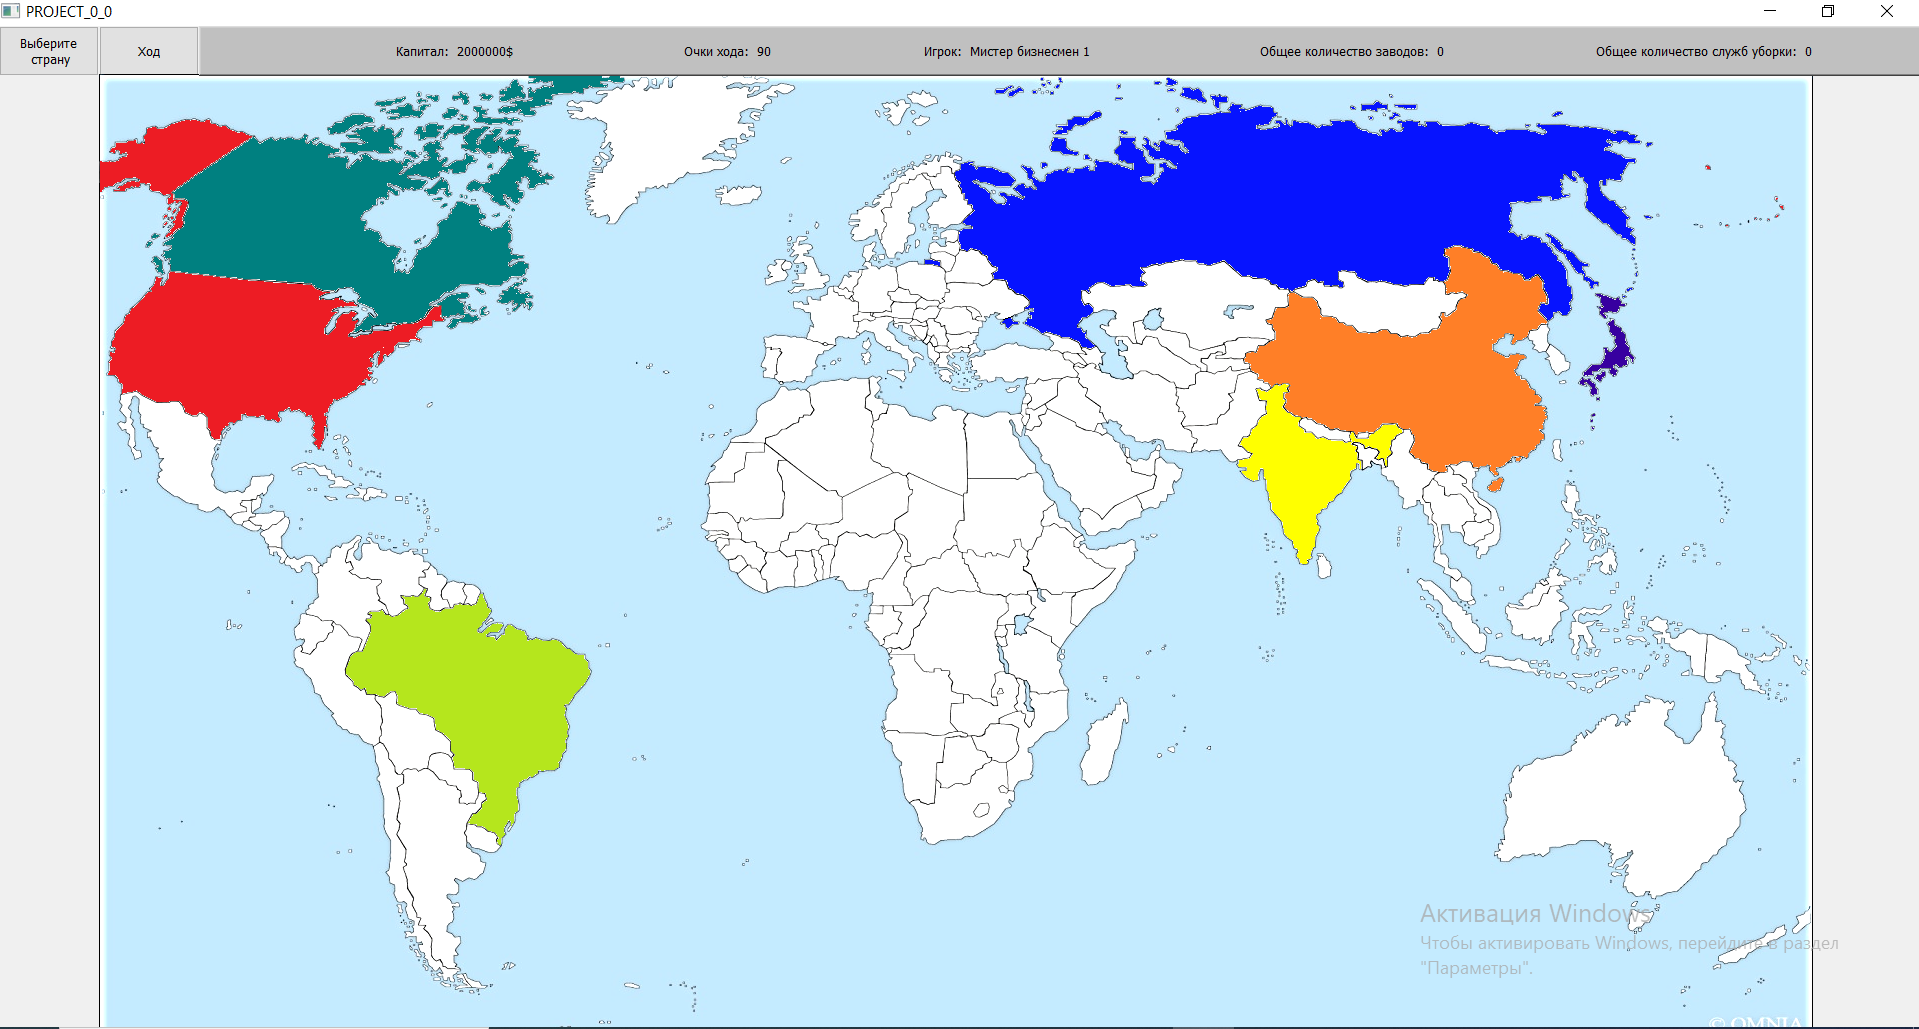 PROJECT_0_0
Выберите
страну
Ход
Капитал: 2000000$
Очки хода: 90
Игрок: Мистер бизнесмен 1
Общее количество заводов: 0
Общее количество служб уборки: 0
Активация Windows
Чтобы активировать Windows, перейдите в раздел
"Параметры".
© OMNIA